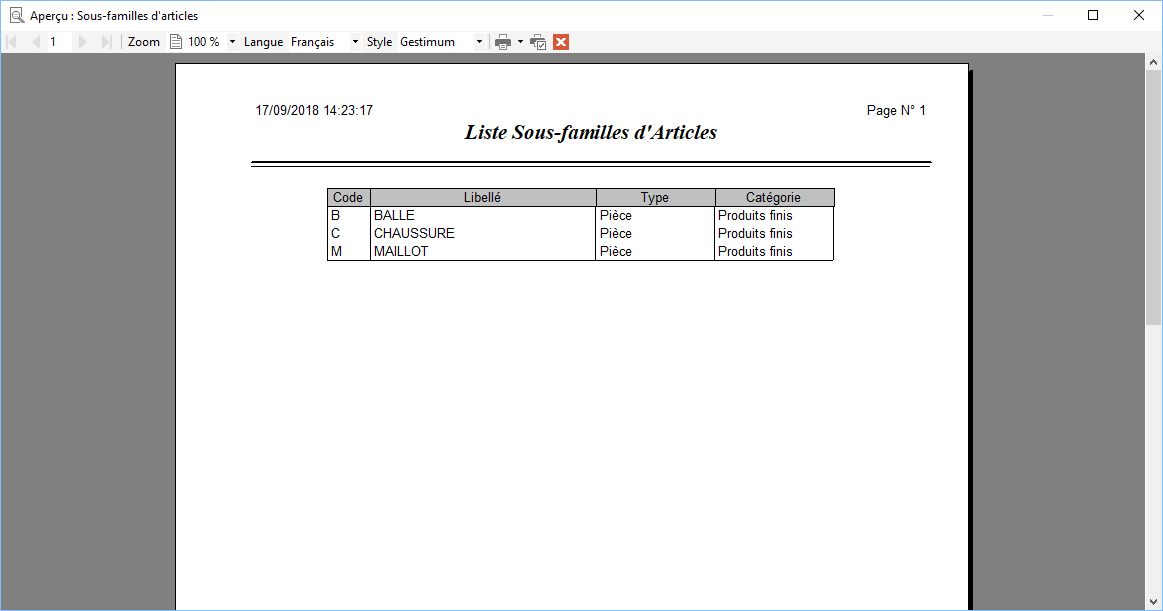 Aperçu : Sous-familles d'articles
1 Zoom 100 % Langue Français Style Gestimum
17/09/2018 14:23:17 Page N° 1
Liste Sous-familles d'Articles
Code Libellé Type Catégorie
B BALLE Pièce Produits finis
C CHAUSSURE Pièce Produits finis
M MAILLOT Pièce Produits finis